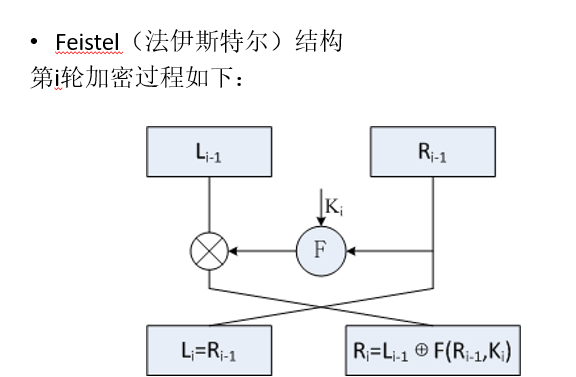 • Feistel（法伊斯特尔）结构
第i轮加密过程如下：
Lᵢ₋₁
Rᵢ₋₁
Kᵢ
F
Lᵢ=Rᵢ₋₁
Rᵢ=Lᵢ₋₁ ⊕ F(Rᵢ₋₁,Kᵢ)